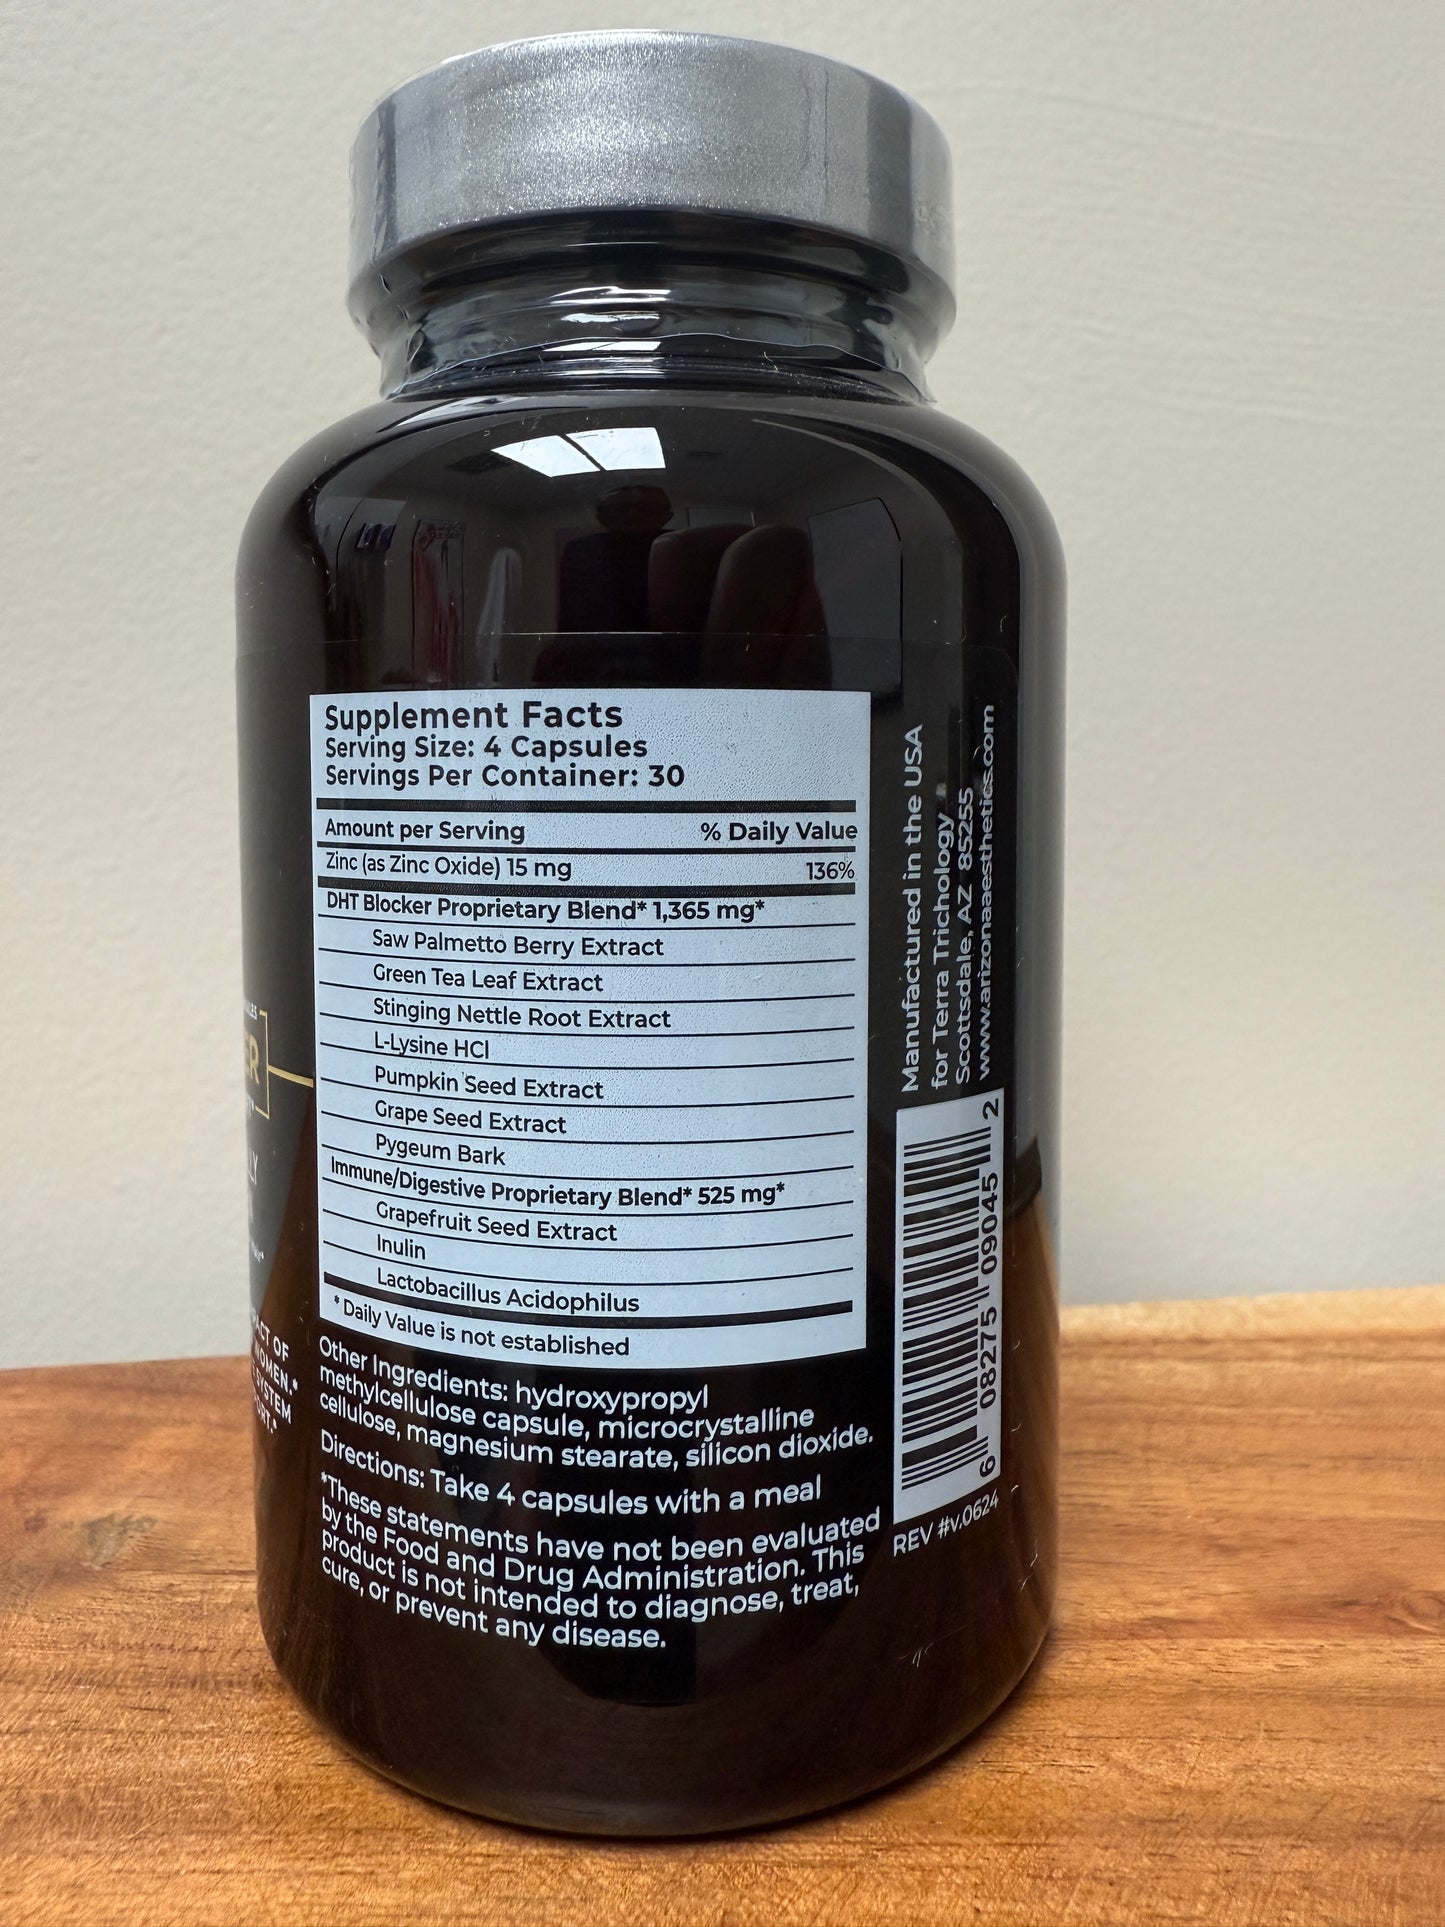 Supplement Facts
Serving Size: 4 Capsules
Servings Per Container: 30
Amount per Serving % Daily Value
Zinc (as Zinc Oxide) 15 mg 136%
DHT Blocker Proprietary Blend* 1,365 mg*
Saw Palmetto Berry Extract
Green Tea Leaf Extract
Stinging Nettle Root Extract
L-Lysine HCl
Pumpkin Seed Extract
Grape Seed Extract
Pygeum Bark
Immune/Digestive Proprietary Blend* 525 mg*
Grapefruit Seed Extract
Inulin
Lactobacillus Acidophilus
* Daily Value is not established
Other Ingredients: hydroxypropyl
methylcellulose capsule, microcrystalline
cellulose, magnesium stearate, silicon dioxide.
Directions: Take 4 capsules with a meal
*These statements have not been evaluated
by the Food and Drug Administration. This
product is not intended to diagnose, treat,
cure, or prevent any disease.
Manufactured in the USA
for Terra Trichology
Scottsdale, AZ 85255
www.arizonaaesthetics.com
6 08275 09045 2
REV #v.0624
OF
WOMEN.*
SYSTEM